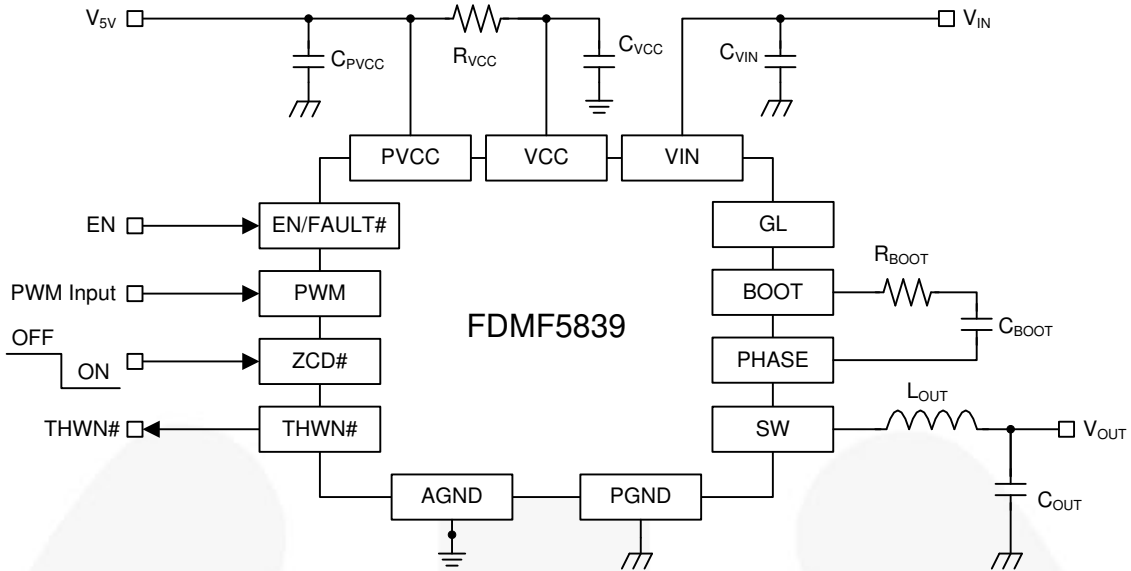 V5V
RVCC
CPVCC
CVCC
CVIN
VIN
PVCC
VCC
VIN
EN
EN/FAULT#
GL
RBOOT
PWM Input
PWM
BOOT
FDMF5839
CBOOT
OFF
ON
ZCD#
PHASE
LOUT
THWN#
THWN#
SW
VOUT
AGND
PGND
COUT